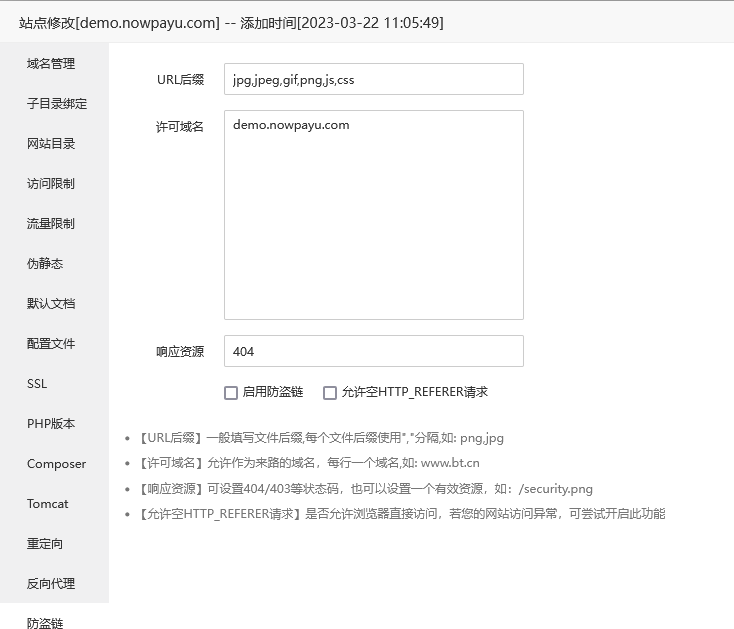 站点修改[demo.nowpayu.com] -- 添加时间[2023-03-22 11:05:49]
域名管理
子目录绑定
网站目录
访问限制
流量限制
伪静态
默认文档
配置文件
SSL
PHP版本
Composer
Tomcat
重定向
反向代理
防盗链
URL后缀
jpg,jpeg,gif,png,js,css
许可域名
demo.nowpayu.com
响应资源
404
启用防盗链 允许空HTTP_REFERER请求
• 【URL后缀】一般填写文件后缀,每个文件后缀使用","分隔,如: png,jpg
• 【许可域名】允许作为来路的域名，每行一个域名,如: www.bt.cn
• 【响应资源】可设置404/403等状态码，也可以设置一个有效资源，如：/security.png
• 【允许空HTTP_REFERER请求】是否允许浏览器直接访问，若您的网站访问异常，可尝试开启此功能